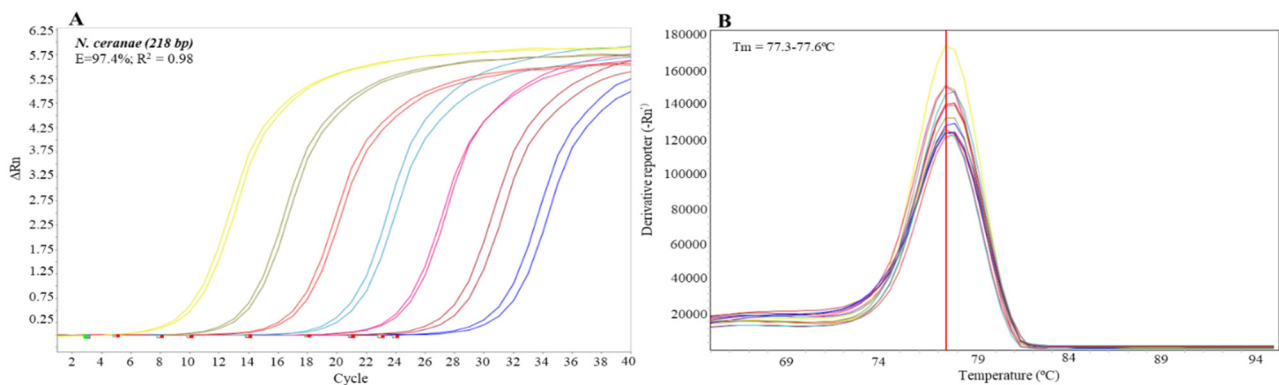 A
N. ceranae (218 bp)
E=97.4%; R² = 0.98
6.25
5.75
5.25
4.75
4.25
3.75
3.25
2.75
2.25
1.75
1.25
0.75
0.25
ΔRn
2 4 6 8 10 12 14 16 18 20 22 24 26 28 30 32 34 36 38 40
Cycle
B
Tm = 77.3-77.6ºC
180000
160000
140000
120000
100000
80000
60000
40000
20000
Derivative reporter (-Rn')
69 74 79 84 89 94
Temperature (ºC)